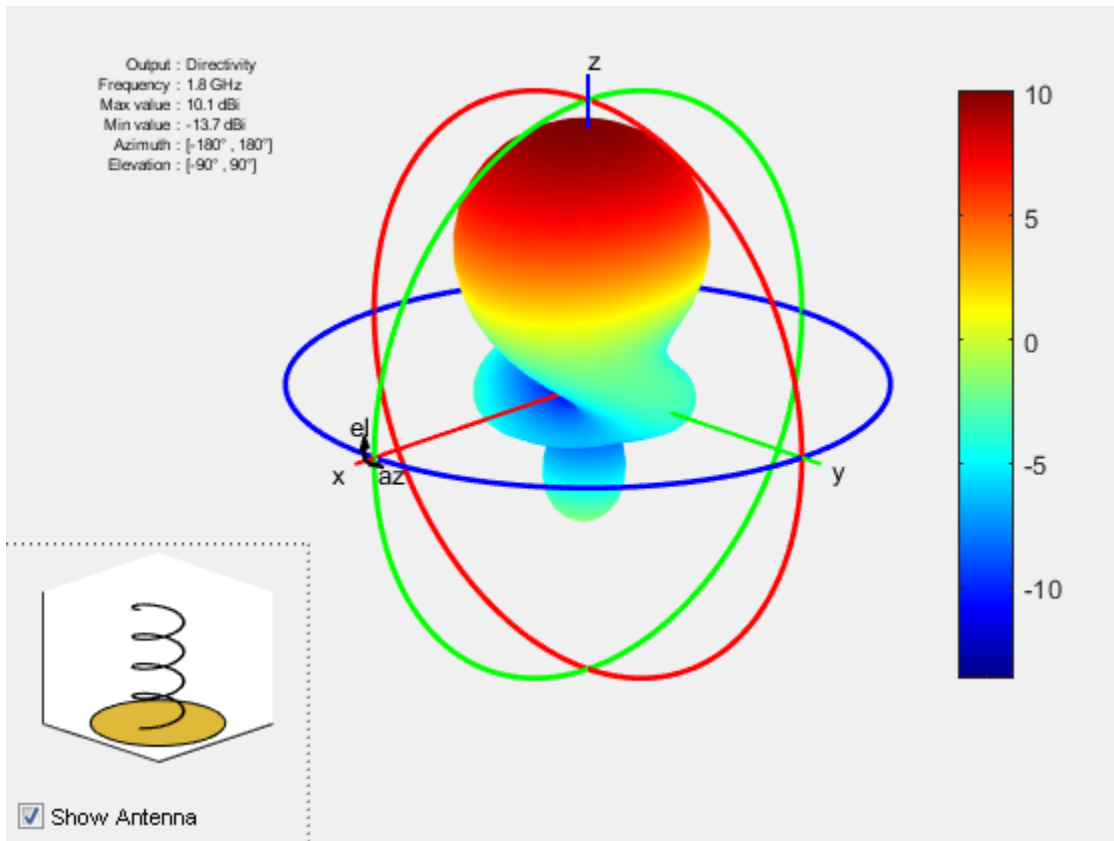 Output : Directivity
Frequency : 1.8 GHz
Max value : 10.1 dBi
Min value : -13.7 dBi
Azimuth : [-180° , 180°]
Elevation : [-90° , 90°]
z
10
5
0
-5
-10
el
x
az
y
Show Antenna